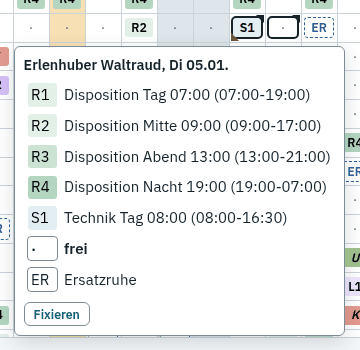 R4 R4 R4 R4
· · · R2 · · S1 · ER
Erlenhuber Waltraud, Di 05.01.
R1 Disposition Tag 07:00 (07:00-19:00)
R2 Disposition Mitte 09:00 (09:00-17:00)
R3 Disposition Abend 13:00 (13:00-21:00)
R4 Disposition Nacht 19:00 (19:00-07:00)
S1 Technik Tag 08:00 (08:00-16:30)
· frei
ER Ersatzruhe
Fixieren
L1